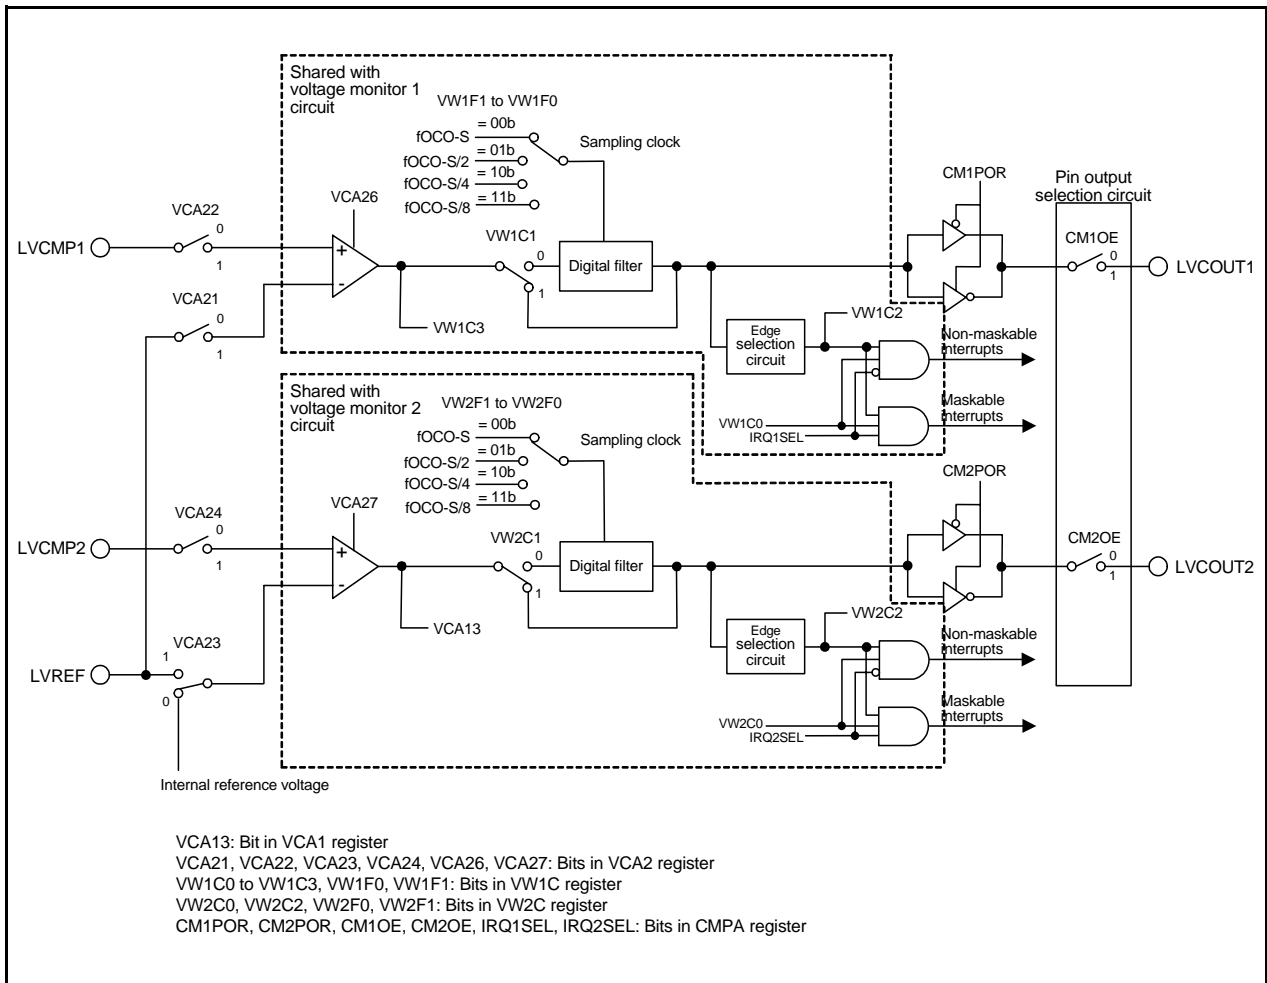 Shared with
voltage monitor 1
circuit
VW1F1 to VW1F0
= 00b
fOCO-S
= 01b
fOCO-S/2
= 10b
fOCO-S/4
= 11b
fOCO-S/8
Sampling clock
VCA22
0
1
LVCMP1
VCA26
+
-
VW1C1
0
1
Digital filter
VCA21
0
1
VW1C3
CM1POR
Pin output
selection circuit
CM1OE
0
1
LVCOUT1
VW1C2
Edge
selection
circuit
Non-maskable
interrupts
Maskable
interrupts
VW1C0
IRQ1SEL
Shared with
voltage monitor 2
circuit
VW2F1 to VW2F0
= 00b
fOCO-S
= 01b
fOCO-S/2
= 10b
fOCO-S/4
= 11b
fOCO-S/8
Sampling clock
VCA24
0
1
LVCMP2
VCA27
+
-
VW2C1
0
1
Digital filter
VCA13
CM2POR
CM2OE
0
1
LVCOUT2
VCA23
1
0
LVREF
Internal reference voltage
VW2C2
Edge
selection
circuit
Non-maskable
interrupts
Maskable
interrupts
VW2C0
IRQ2SEL
VCA13: Bit in VCA1 register
VCA21, VCA22, VCA23, VCA24, VCA26, VCA27: Bits in VCA2 register
VW1C0 to VW1C3, VW1F0, VW1F1: Bits in VW1C register
VW2C0, VW2C2, VW2F0, VW2F1: Bits in VW2C register
CM1POR, CM2POR, CM1OE, CM2OE, IRQ1SEL, IRQ2SEL: Bits in CMPA register